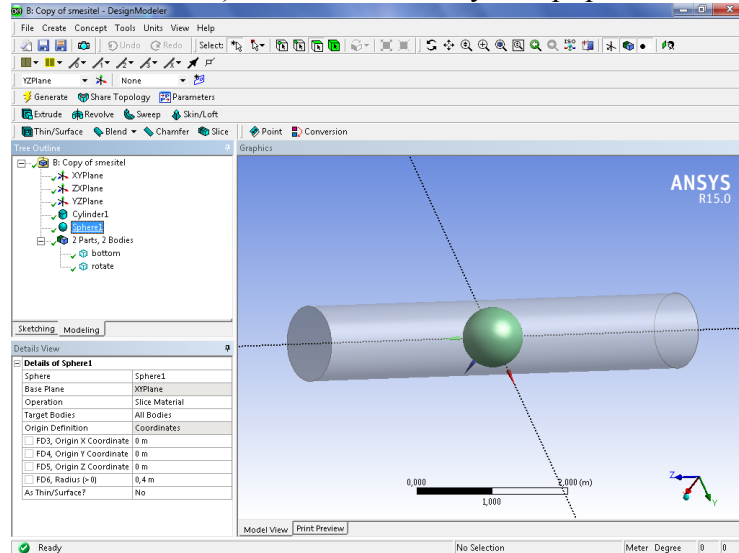 B: Copy of smesitel - DesignModeler
File Create Concept Tools Units View Help
Undo Redo Select:
YZPlane None
Generate Share Topology Parameters
Extrude Revolve Sweep Skin/Loft
Thin/Surface Blend Chamfer Slice Point Conversion
Tree Outline
B: Copy of smesitel
XYPlane
ZXPlane
YZPlane
Cylinder1
Sphere1
2 Parts, 2 Bodies
bottom
rotate
Sketching Modeling
Details View
Details of Sphere1
Sphere Sphere1
Base Plane XYPlane
Operation Slice Material
Target Bodies All Bodies
Origin Definition Coordinates
FD3, Origin X Coordinate 0 m
FD4, Origin Y Coordinate 0 m
FD5, Origin Z Coordinate 0 m
FD6, Radius (>0) 0,4 m
As Thin/Surface? No
Graphics
ANSYS
R15.0
0,000 2,000 (m)
1,000
Z
Y
Model View Print Preview
Ready No Selection Meter Degree 0 0